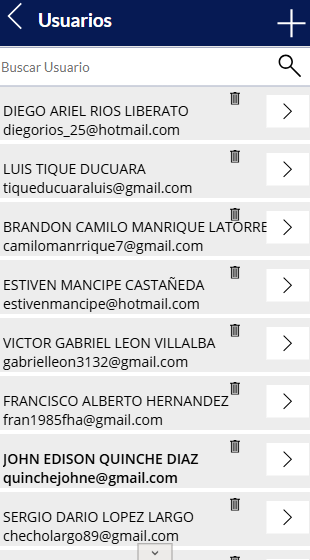 Usuarios
Buscar Usuario
DIEGO ARIEL RIOS LIBERATO
diegorios_25@hotmail.com
LUIS TIQUE DUCUARA
tiqueducuaraluis@gmail.com
BRANDON CAMILO MANRIQUE LATORRE
camilomanrrique7@gmail.com
ESTIVEN MANCIPE CASTAÑEDA
estivenmancipe@hotmail.com
VICTOR GABRIEL LEON VILLALBA
gabrielleon3132@gmail.com
FRANCISCO ALBERTO HERNANDEZ
fran1985fha@gmail.com
JOHN EDISON QUINCHE DIAZ
quinchejohne@gmail.com
SERGIO DARIO LOPEZ LARGO
checholargo89@gmail.com